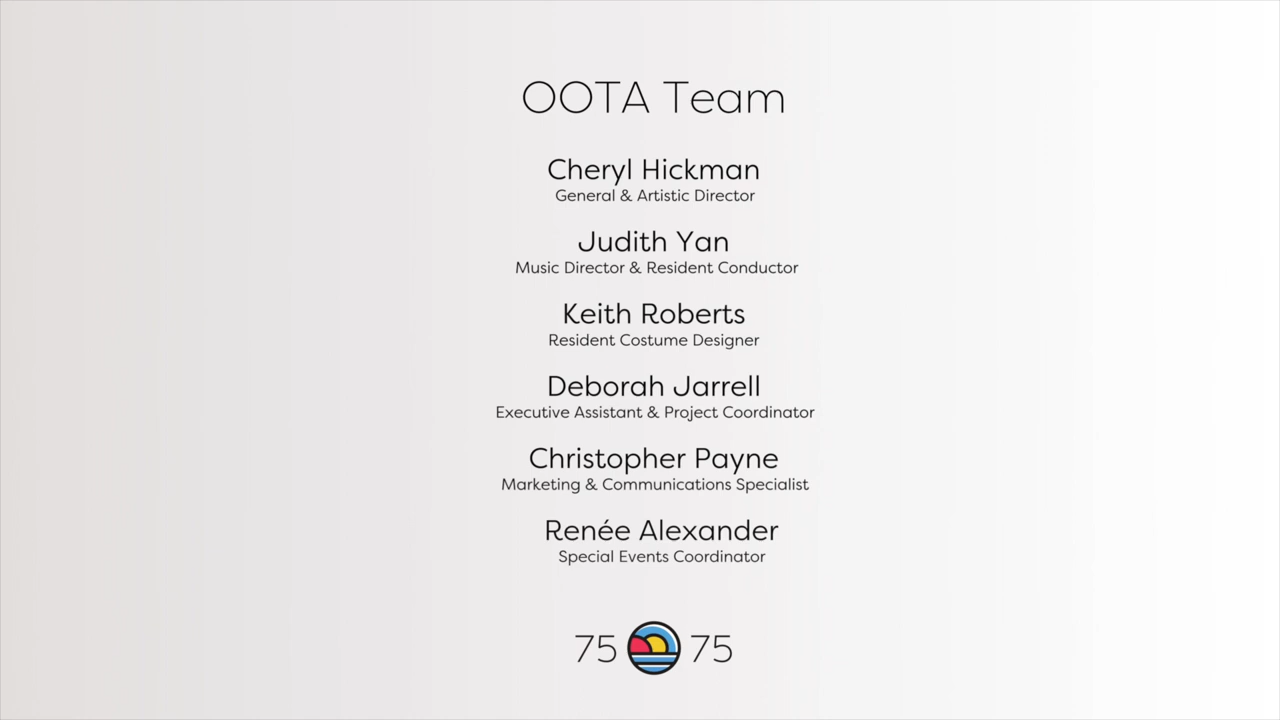 OOTA Team
Cheryl Hickman
General & Artistic Director
Judith Yan
Music Director & Resident Conductor
Keith Roberts
Resident Costume Designer
Deborah Jarrell
Executive Assistant & Project Coordinator
Christopher Payne
Marketing & Communications Specialist
Renée Alexander
Special Events Coordinator
75 75